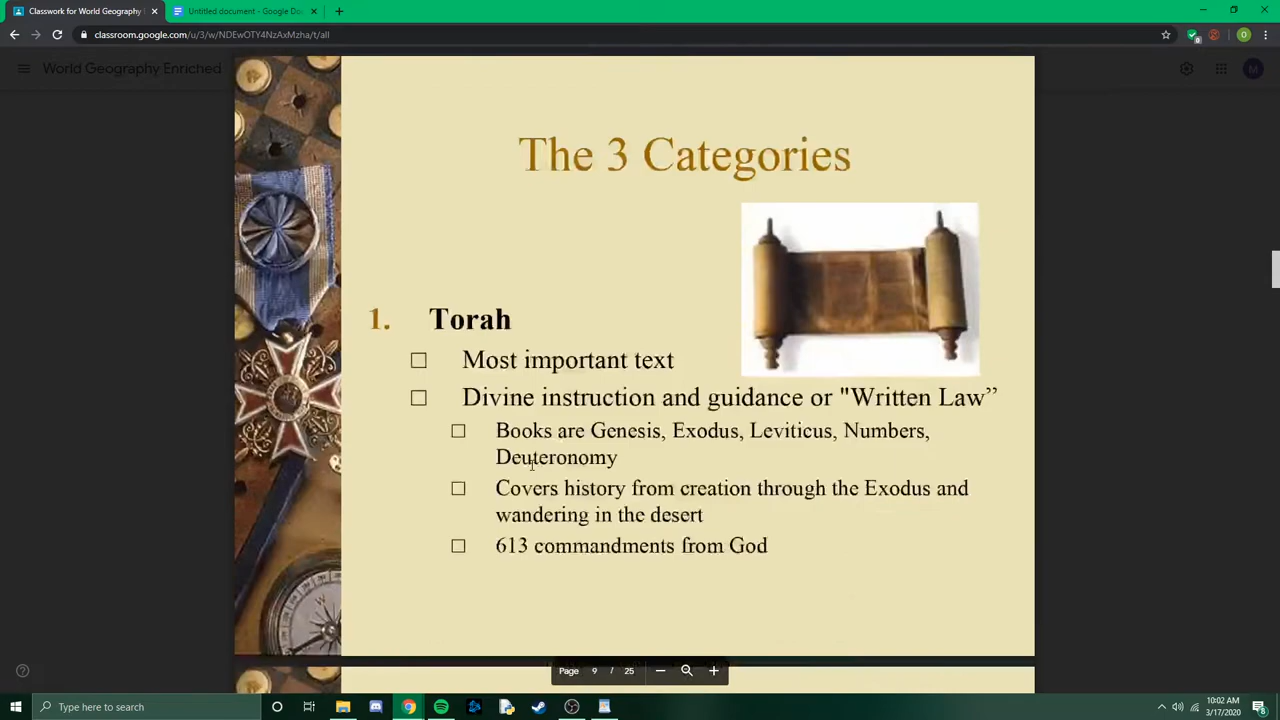 Classwork for World Geography
Untitled document - Google Doc
classroom.google.com/u/3/w/NDEwOTY4NzAxMzha/t/all
World Geography Enriched
The 3 Categories
1. Torah
Most important text
Divine instruction and guidance or "Written Law”
Books are Genesis, Exodus, Leviticus, Numbers,
Deuteronomy
Covers history from creation through the Exodus and
wandering in the desert
613 commandments from God
Page 9 / 25
Type here to search
10:02 AM
3/17/2020